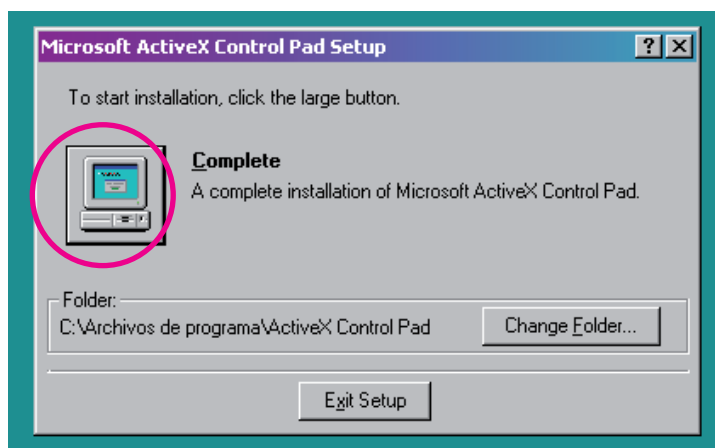 Microsoft ActiveX Control Pad Setup
To start installation, click the large button.
Complete
A complete installation of Microsoft ActiveX Control Pad.
Folder:
C:\Archivos de programa\ActiveX Control Pad
Change Folder...
Exit Setup